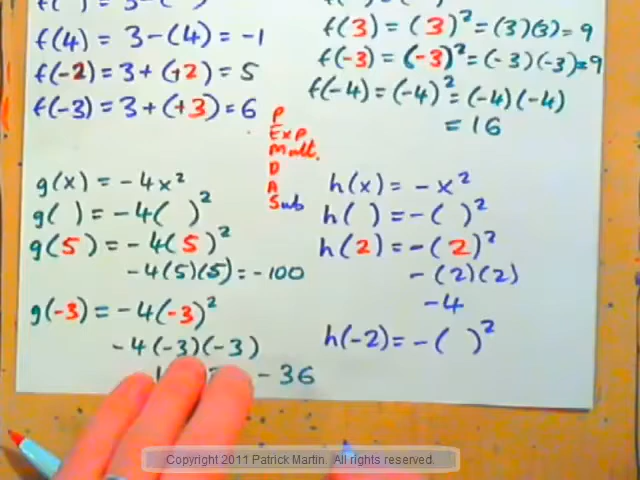 f(4) = 3-(4) = -1
f(-2) = 3+(+2) = 5
f(-3) = 3+(+3) = 6
f(3) = (3)² = (3)(3) = 9
f(-3) = (-3)² = (-3)(-3) = 9
f(-4) = (-4)² = (-4)(-4)
= 16
P
Exp.
Mult.
D
A
Sub
g(x) = -4x²
g( ) = -4( )²
g(5) = -4(5)²
-4(5)(5) = -100
g(-3) = -4(-3)²
-4(-3)(-3)
-36
h(x) = -x²
h( ) = -( )²
h(2) = -(2)²
-(2)(2)
-4
h(-2) = -( )²
Copyright 2011 Patrick Martin. All rights reserved.